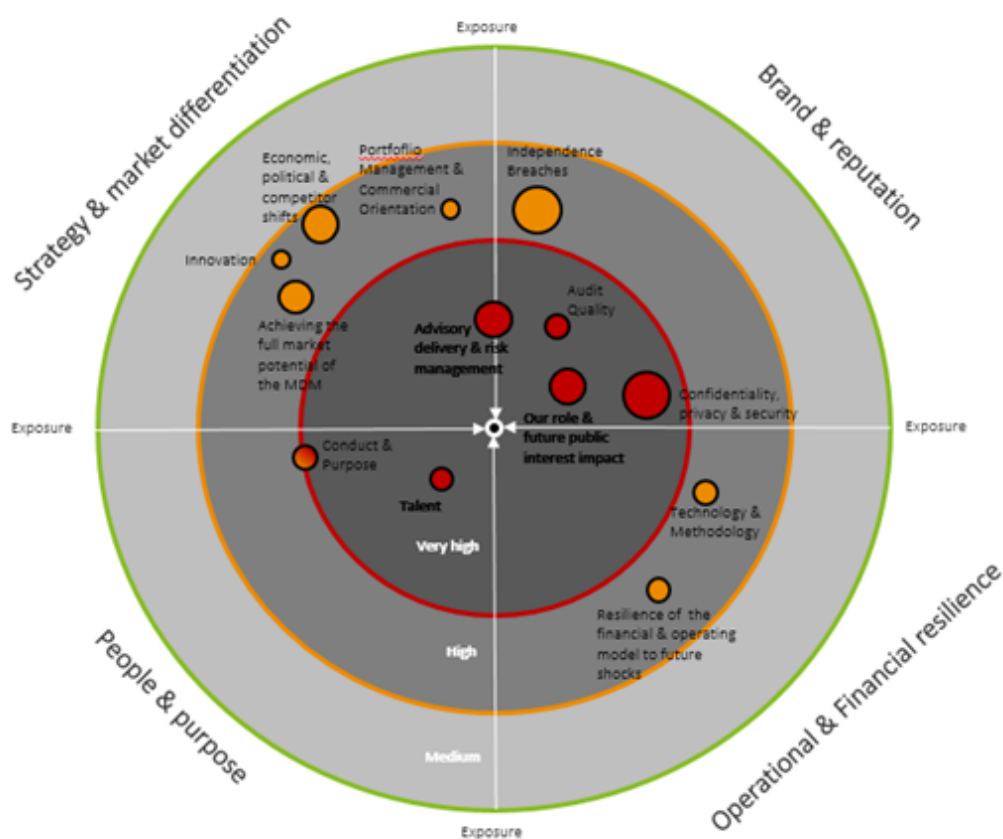 Exposure
Strategy & market differentiation
Brand & reputation
Economic,
political &
competitor
shifts
Portfoflio
Management &
Commercial
Orientation
Independence
Breaches
Innovation
Achieving the
full market
potential of
the MDM
Advisory
delivery & risk
management
Audit
Quality
Confidentiality,
privacy & security
Our role &
future public
interest impact
Exposure
Exposure
Conduct &
Purpose
Talent
Technology &
Methodology
Very high
Resilience of the
financial & operating
model to future
shocks
High
Medium
People & purpose
Operational & Financial resilience
Exposure